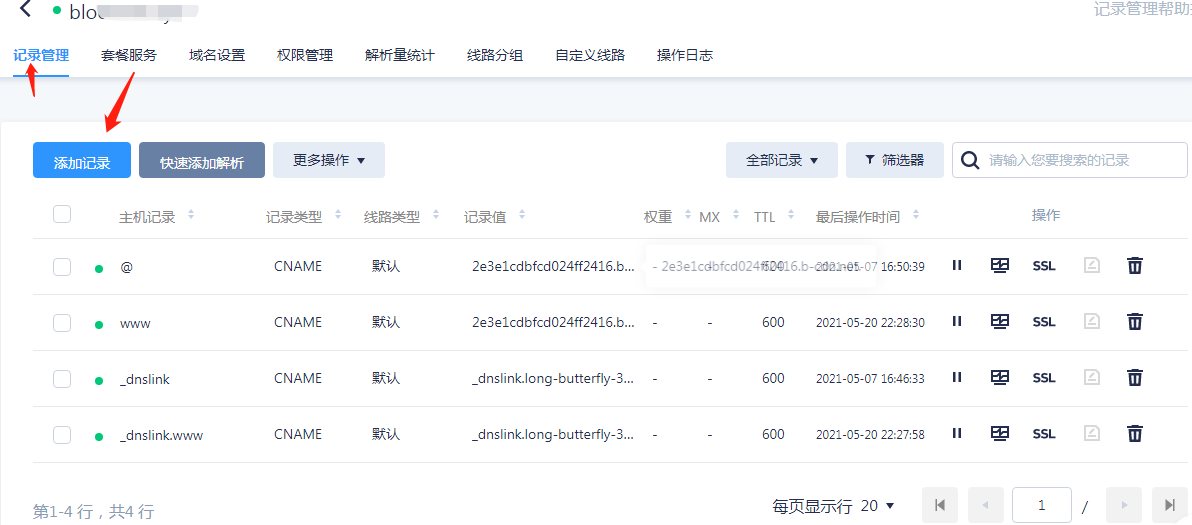 记录管理帮助
记录管理 套餐服务 域名设置 权限管理 解析量统计 线路分组 自定义线路 操作日志
添加记录 快速添加解析 更多操作 全部记录 筛选器 请输入您要搜索的记录
主机记录 记录类型 线路类型 记录值 权重 MX TTL 最后操作时间 操作
@ CNAME 默认 2e3e1cdbfcd024ff2416.b... - - 600 2021-05-07 16:50:39 SSL
www CNAME 默认 2e3e1cdbfcd024ff2416.b... - - 600 2021-05-20 22:28:30 SSL
_dnslink CNAME 默认 _dnslink.long-butterfly-3... - - 600 2021-05-07 16:46:33 SSL
_dnslink.www CNAME 默认 _dnslink.long-butterfly-3... - - 600 2021-05-20 22:27:58 SSL
第1-4 行，共4 行 每页显示行 20 1 /